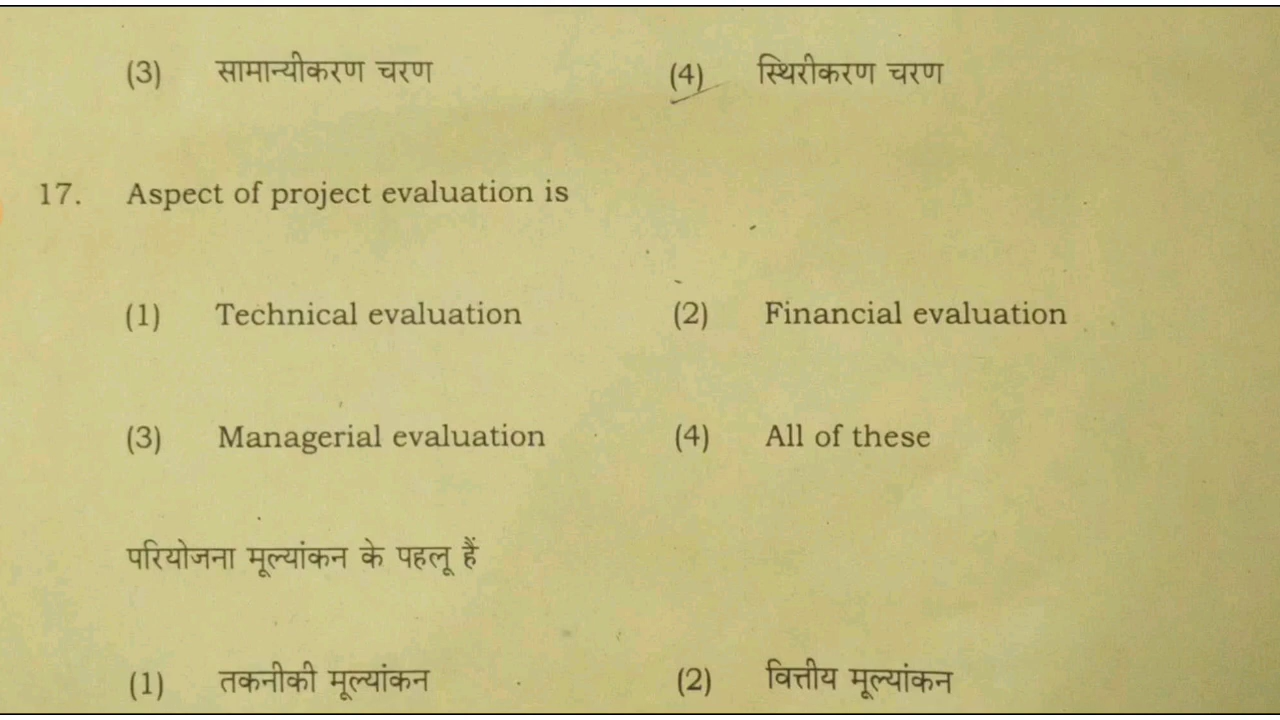 (3) सामान्यीकरण चरण (4) स्थिरीकरण चरण
17. Aspect of project evaluation is
(1) Technical evaluation (2) Financial evaluation
(3) Managerial evaluation (4) All of these
परियोजना मूल्यांकन के पहलू हैं
(1) तकनीकी मूल्यांकन (2) वित्तीय मूल्यांकन